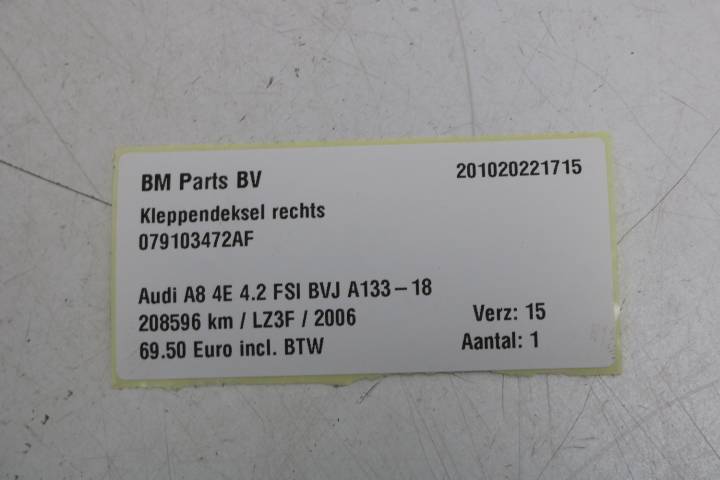 BM Parts BV 201020221715
Kleppendeksel rechts
079103472AF
Audi A8 4E 4.2 FSI BVJ A133-18
208596 km / LZ3F / 2006 Verz: 15
69.50 Euro incl. BTW Aantal: 1